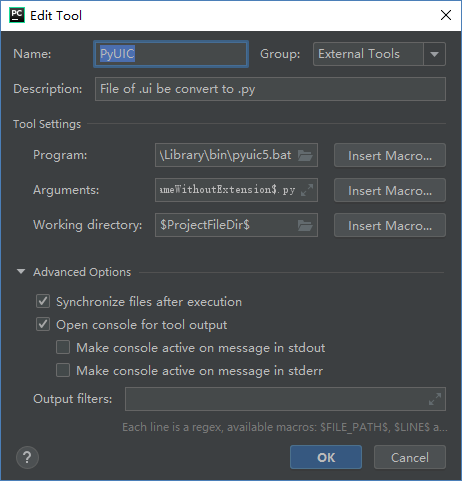 PC Edit Tool
Name: PyUIC Group: External Tools
Description: File of .ui be convert to .py
Tool Settings
Program: \Library\bin\pyuic5.bat Insert Macro...
Arguments: umeWithoutExtension$.py Insert Macro...
Working directory: $ProjectFileDir$ Insert Macro...
Advanced Options
Synchronize files after execution
Open console for tool output
Make console active on message in stdout
Make console active on message in stderr
Output filters:
Each line is a regex, available macros: $FILE_PATH$, $LINE$ a...
? OK Cancel